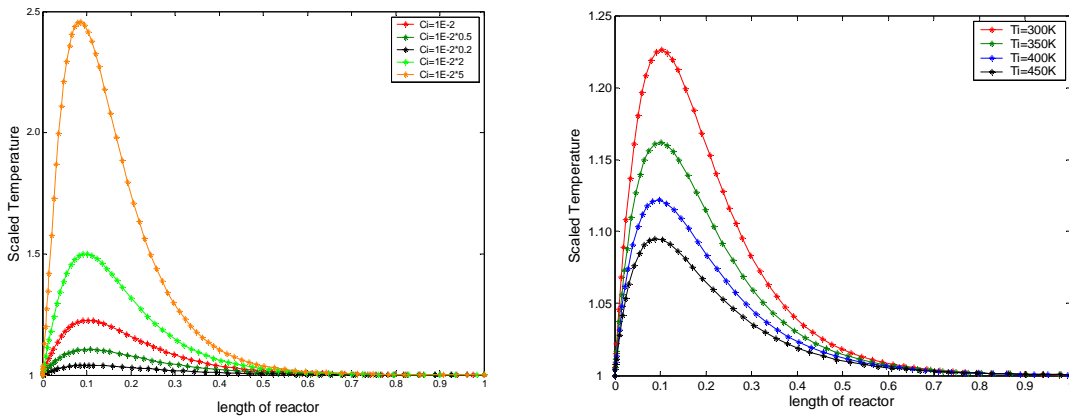 Scaled Temperature
2.5
2
1.5
1
0 0.1 0.2 0.3 0.4 0.5 0.6 0.7 0.8 0.9 1
length of reactor
Ci=1E-2
Ci=1E-2*0.5
Ci=1E-2*0.2
Ci=1E-2*2
Ci=1E-2*5
Scaled Temperature
1.25
1.20
1.15
1.10
1.05
1
0 0.1 0.2 0.3 0.4 0.5 0.6 0.7 0.8 0.9
length of reactor
Ti=300K
Ti=350K
Ti=400K
Ti=450K